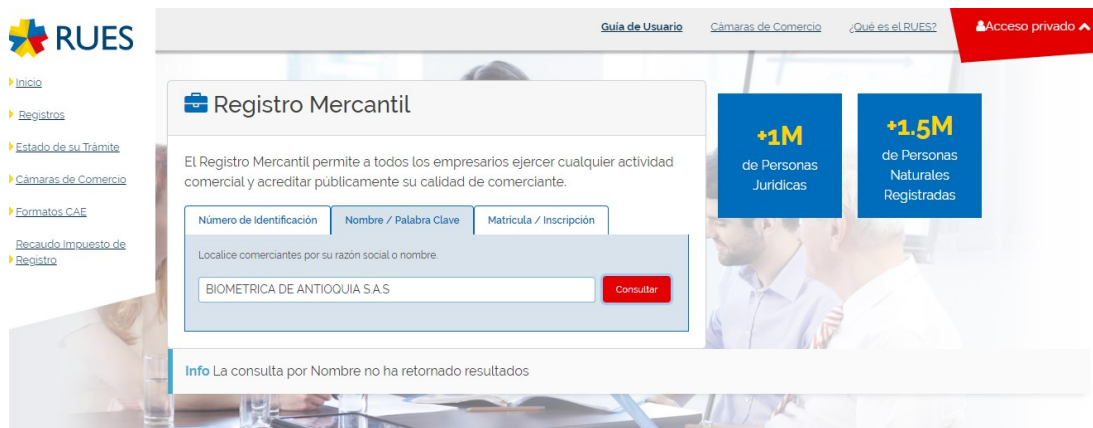 RUES
Guía de Usuario
Cámaras de Comercio
¿Qué es el RUES?
Acceso privado
Inicio
Registros
Estado de su Trámite
Cámaras de Comercio
Formatos CAE
Recaudo Impuesto de
Registro
Registro Mercantil
El Registro Mercantil permite a todos los empresarios ejercer cualquier actividad
comercial y acreditar públicamente su calidad de comerciante.
Número de Identificación
Nombre / Palabra Clave
Matrícula / Inscripción
Localice comerciantes por su razón social o nombre.
BIOMETRICA DE ANTIOQUIA S.A.S
Consultar
Info La consulta por Nombre no ha retornado resultados
+1M
de Personas
Jurídicas
+1.5M
de Personas
Naturales
Registradas